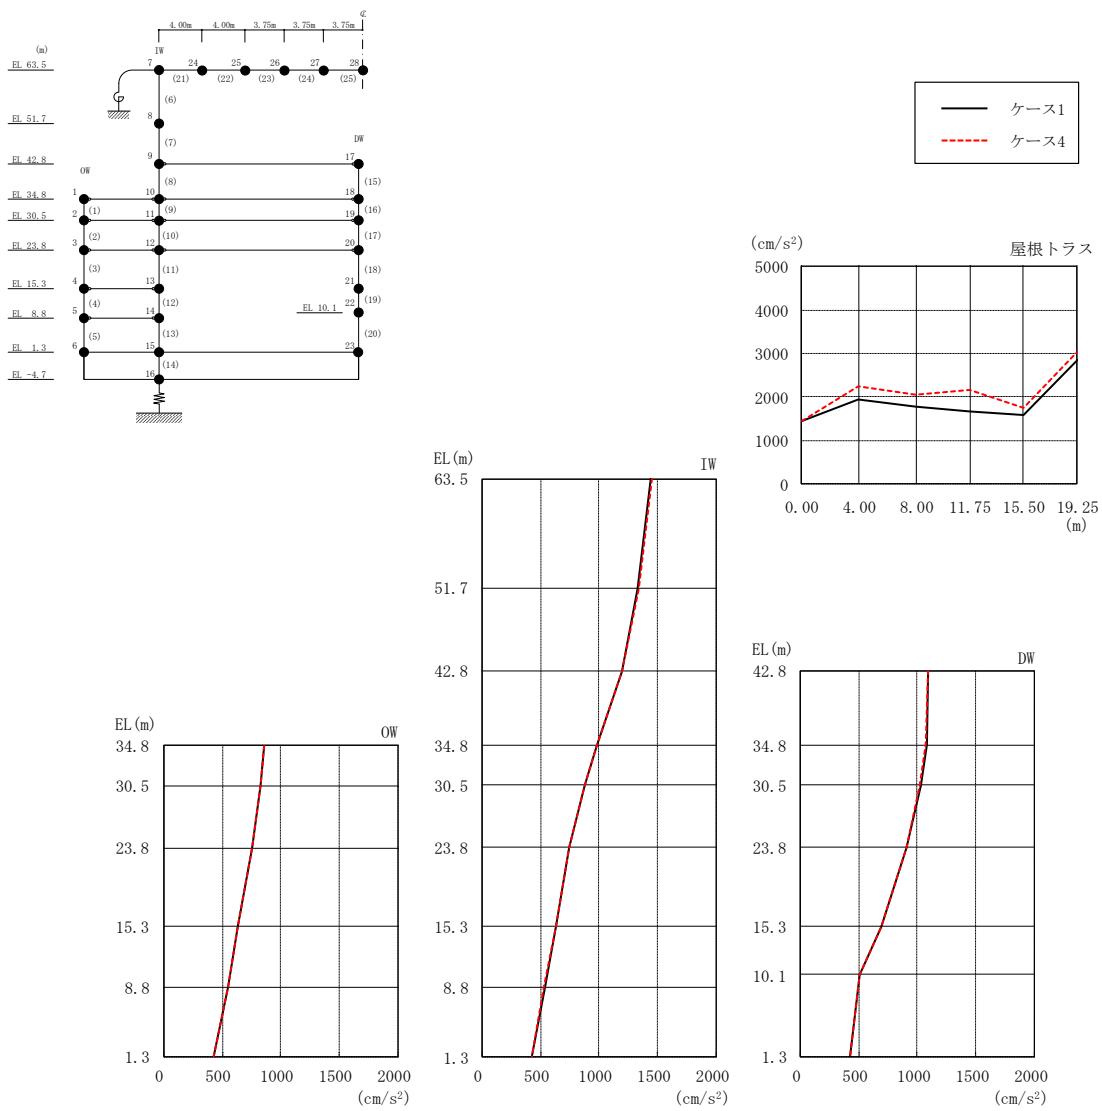 ℄
4.00m 4.00m 3.75m 3.75m 3.75m
(m)
IW
EL 63.5 7 24 25 26 27 28
(21) (22) (23) (24) (25)
(6)
EL 51.7 8
(7)
DW
EL 42.8 9 17
OW
(8) (15)
EL 34.8 1 10 18
(1) (9) (16)
EL 30.5 2 11 19
(2) (10) (17)
EL 23.8 3 12 20
(3) (11) (18)
EL 15.3 4 13 21
(4) (12) (19)
EL 10.1 22
EL 8.8 5 14
(5) (13) (20)
EL 1.3 6 15 23
(14)
EL -4.7 16
ケース1
ケース4
(cm/s²) 屋根トラス
5000
4000
3000
2000
1000
0
0.00 4.00 8.00 11.75 15.50 19.25
(m)
EL(m) IW
63.5
51.7
42.8
34.8
30.5
23.8
15.3
8.8
1.3
0 500 1000 1500 2000
(cm/s²)
EL(m) OW
34.8
30.5
23.8
15.3
8.8
1.3
0 500 1000 1500 2000
(cm/s²)
EL(m) DW
42.8
34.8
30.5
23.8
15.3
10.1
1.3
0 500 1000 1500 2000
(cm/s²)